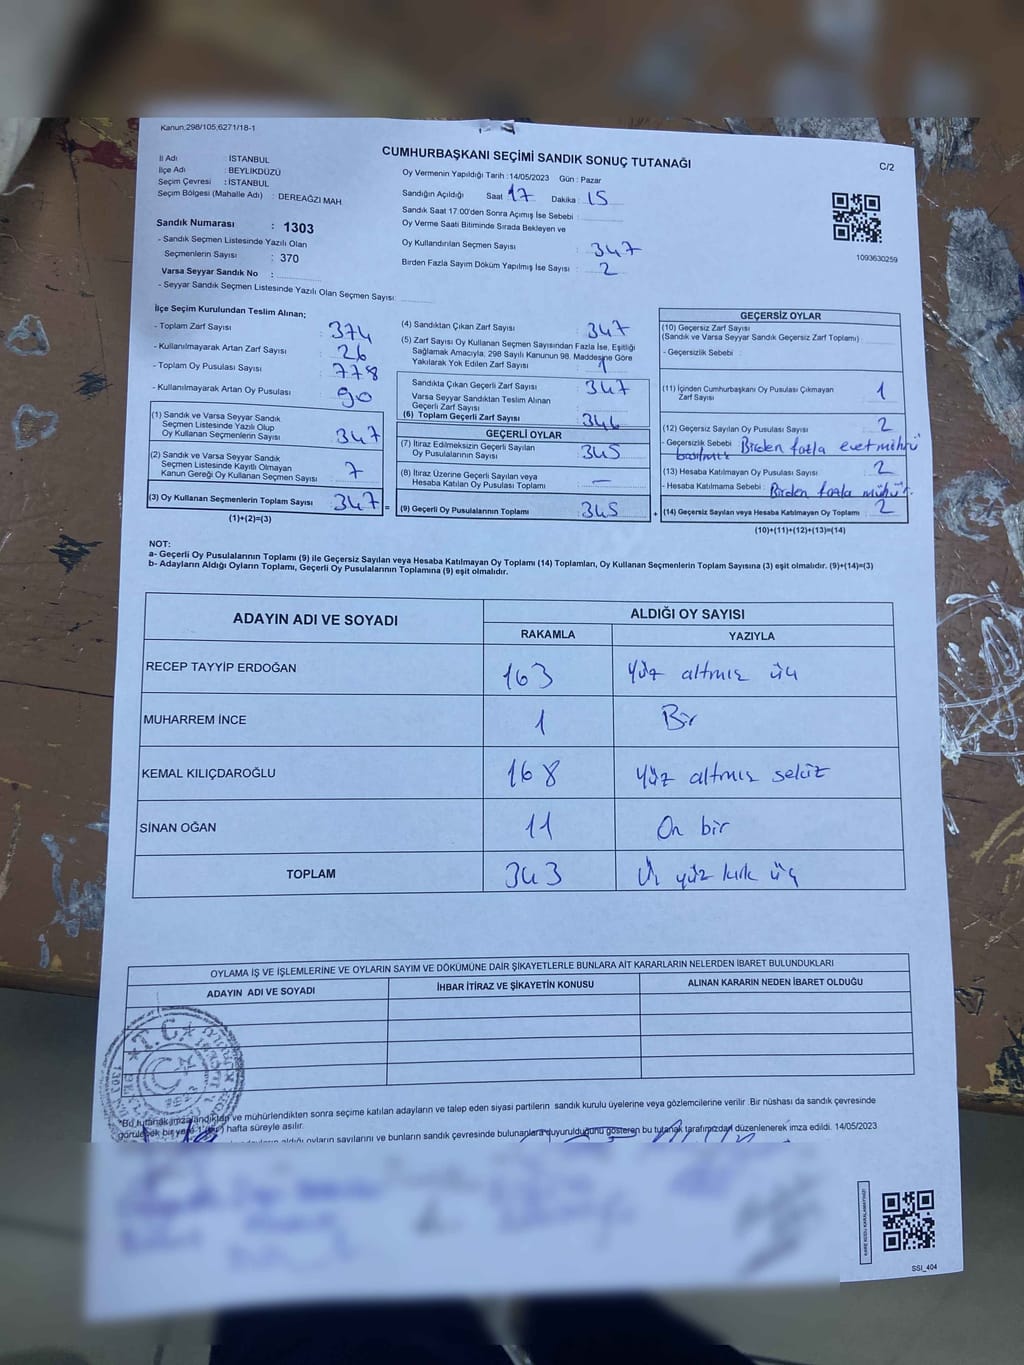 Kanun,298/105,6271/18-1
CUMHURBAŞKANI SEÇİMİ SANDIK SONUÇ TUTANAĞI
C/2
İl Adı : İSTANBUL
İlçe Adı : BEYLİKDÜZÜ
Seçim Çevresi : İSTANBUL
Seçim Bölgesi (Mahalle Adı) : DEREAĞZI MAH.
Sandık Numarası : 1303
- Sandık Seçmen Listesinde Yazılı Olan
Seçmenlerin Sayısı : 370
Varsa Seyyar Sandık No :
- Seyyar Sandık Seçmen Listesinde Yazılı Olan Seçmen Sayısı:
Oy Vermenin Yapıldığı Tarih :14/05/2023 Gün : Pazar
Sandığın Açıldığı Saat 17 Dakika : 15
Sandık Saat 17:00'den Sonra Açımış İse Sebebi :
Oy Verme Saati Bitiminde Sırada Bekleyen ve
Oy Kullandırılan Seçmen Sayısı 347
Birden Fazla Sayım Döküm Yapılmış İse Sayısı : 2
1093630259
İlçe Seçim Kurulundan Teslim Alınan;
- Toplam Zarf Sayısı : 374
- Kullanılmayarak Artan Zarf Sayısı : 26
- Toplam Oy Pusulası Sayısı : 778
- Kullanılmayarak Artan Oy Pusulası : 90
(1) Sandık ve Varsa Seyyar Sandık
Seçmen Listesinde Yazılı Olup
Oy Kullanan Seçmenlerin Sayısı : 347
(2) Sandık ve Varsa Seyyar Sandık
Seçmen Listesinde Kayıtlı Olmayan
Kanun Gereği Oy Kullanan Seçmen Sayısı : 7
(3) Oy Kullanan Seçmenlerin Toplam Sayısı : 347 =
(1)+(2)=(3)
(4) Sandıktan Çıkan Zarf Sayısı : 347
(5) Zarf Sayısı Oy Kullanan Seçmen Sayısından Fazla İse, Eşitliği
Sağlamak Amacıyla, 298 Sayılı Kanunun 98. Maddesine Göre
Yakılarak Yok Edilen Zarf Sayısı : 1
Sandıkta Çıkan Geçerli Zarf Sayısı : 347
Varsa Seyyar Sandıktan Teslim Alınan
Geçerli Zarf Sayısı :
(6) Toplam Geçerli Zarf Sayısı : 346
GEÇERLİ OYLAR
(7) İtiraz Edilmeksizin Geçerli Sayılan
Oy Pusulalarının Sayısı : 345
(8) İtiraz Üzerine Geçerli Sayılan veya
Hesaba Katılan Oy Pusulası Toplamı : —
(9) Geçerli Oy Pusulalarının Toplamı : 345 +
GEÇERSİZ OYLAR
(10) Geçersiz Zarf Sayısı
(Sandık ve Varsa Seyyar Sandık Geçersiz Zarf Toplamı) :
- Geçersizlik Sebebi :
(11) İçinden Cumhurbaşkanı Oy Pusulası Çıkmayan
Zarf Sayısı : 1
(12) Geçersiz Sayılan Oy Pusulası Sayısı : 2
- Geçersizlik Sebebi : Birden fazla evet mührü
basılmış
(13) Hesaba Katılmayan Oy Pusulası Sayısı : 2
- Hesaba Katılmama Sebebi : Birden fazla mühür.
(14) Geçersiz Sayılan veya Hesaba Katılmayan Oy Toplamı : 2
(10)+(11)+(12)+(13)=(14)
NOT:
a- Geçerli Oy Pusulalarının Toplamı (9) ile Geçersiz Sayılan veya Hesaba Katılmayan Oy Toplamı (14) Toplamları, Oy Kullanan Seçmenlerin Toplam Sayısına (3) eşit olmalıdır. (9)+(14)=(3)
b- Adayların Aldığı Oyların Toplamı, Geçerli Oy Pusulalarının Toplamına (9) eşit olmalıdır.
ADAYIN ADI VE SOYADI
ALDIĞI OY SAYISI
RAKAMLA YAZIYLA
RECEP TAYYİP ERDOĞAN 163 Yüz altmış üç
MUHARREM İNCE 1 Bir
KEMAL KILIÇDAROĞLU 168 Yüz altmış sekiz
SİNAN OĞAN 11 On bir
TOPLAM 343 Üç yüz kırk üç
OYLAMA İŞ VE İŞLEMLERİNE VE OYLARIN SAYIM VE DÖKÜMÜNE DAİR ŞİKAYETLERLE BUNLARA AİT KARARLARIN NELERDEN İBARET BULUNDUKLARI
ADAYIN ADI VE SOYADI İHBAR İTİRAZ VE ŞİKAYETİN KONUSU ALINAN KARARIN NEDEN İBARET OLDUĞU
T.C.
1303
*Bu tutanak imzalandıktan ve mühürlendikten sonra seçime katılan adayların ve talep eden siyasi partilerin sandık kurulu üyelerine veya gözlemcilerine verilir .Bir nüshası da sandık çevresinde
görülecek bir yere 1 (bir) hafta süreyle asılır.
aldığı oyların sayılarını ve bunların sandık çevresinde bulunanlara duyurulduğunu gösteren bu tutanak tarafımızdan düzenlenerek imza edildi. 14/05/2023
KARE KODU KARALAMAYINIZ!
SSI_404